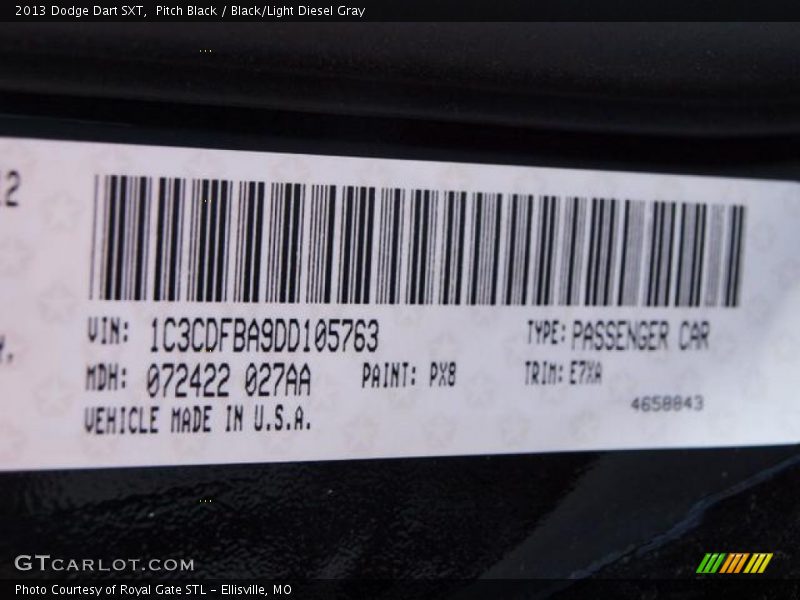 2013 Dodge Dart SXT, Pitch Black / Black/Light Diesel Gray
12
VIN: 1C3CDFBA9DD105763 TYPE: PASSENGER CAR
MDH: 072422 027AA PAINT: PX8 TRIM: E7XA
VEHICLE MADE IN U.S.A. 4658843
GTCARLOT.COM
Photo Courtesy of Royal Gate STL - Ellisville, MO